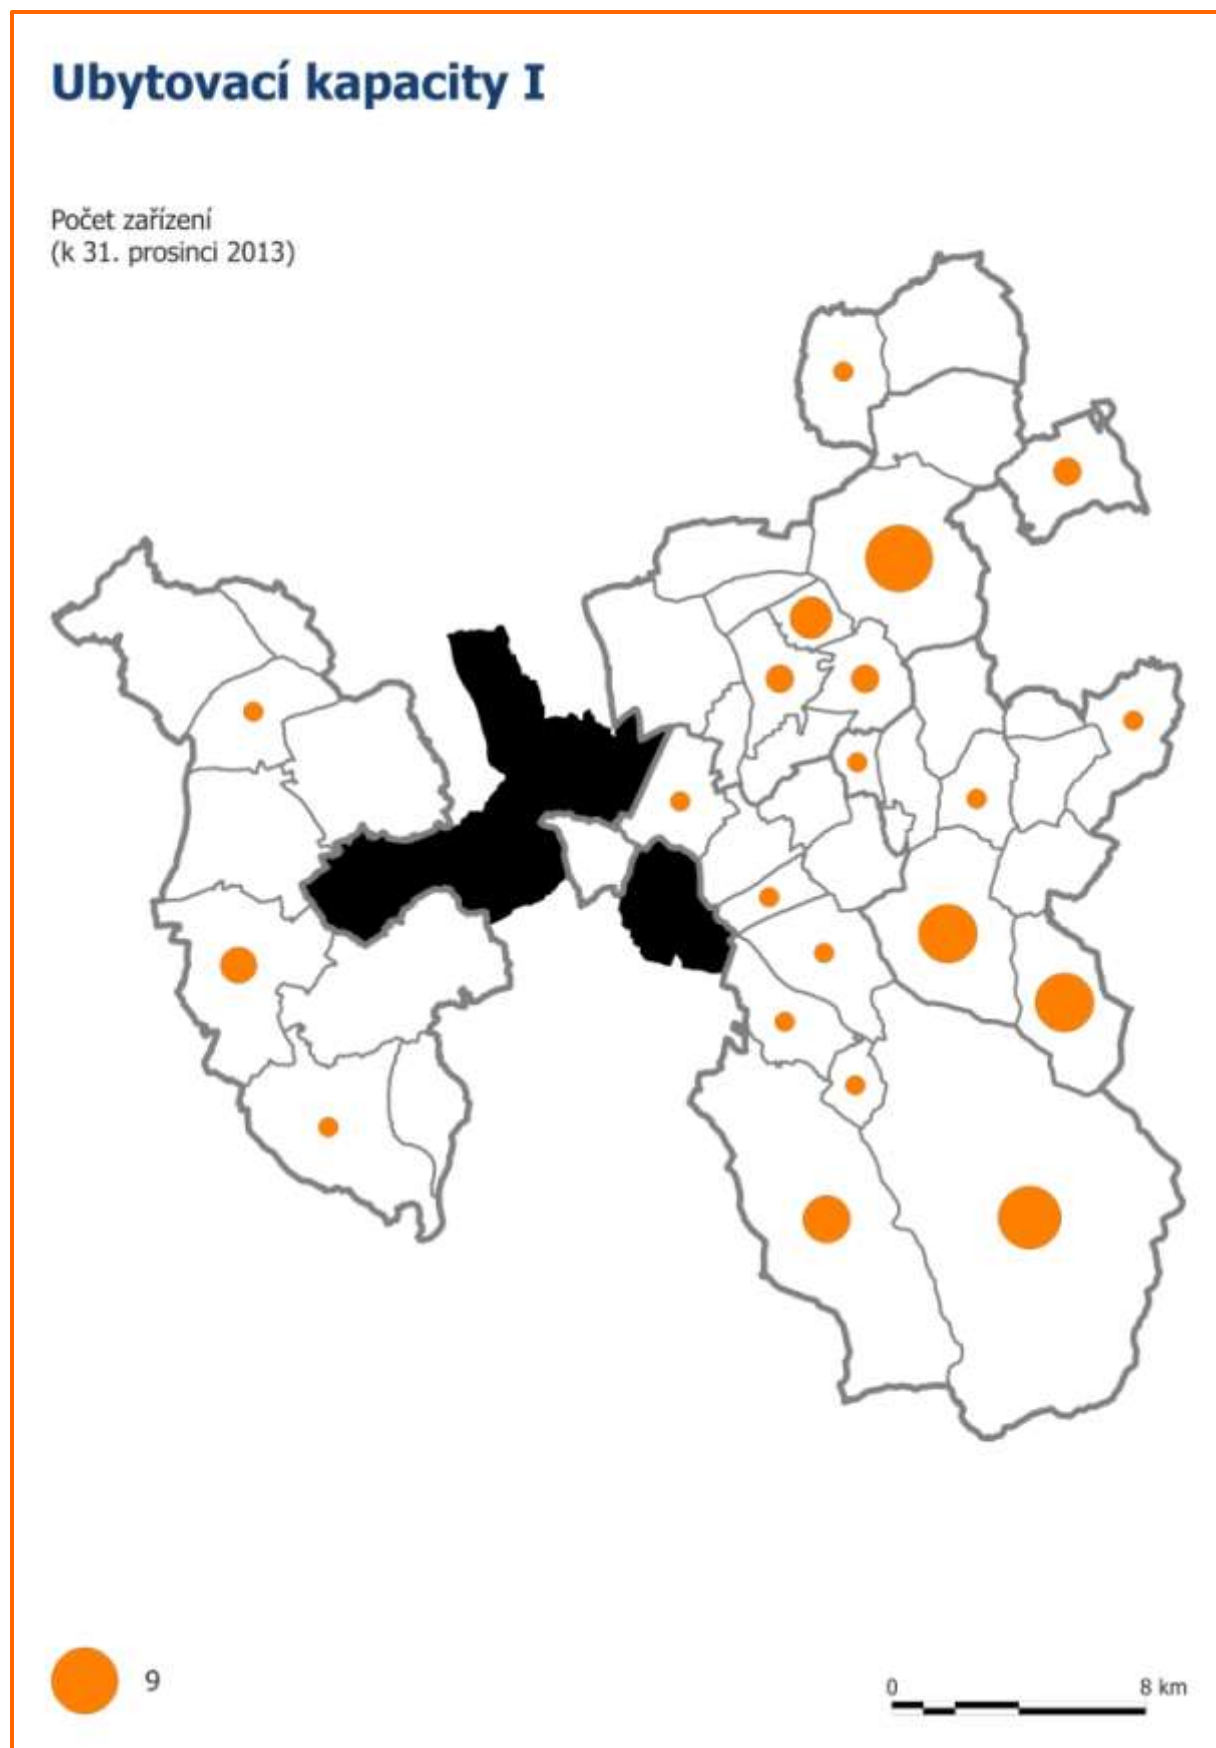 Ubytovací kapacity I
Počet zařízení
(k 31. prosinci 2013)
9
0
8 km